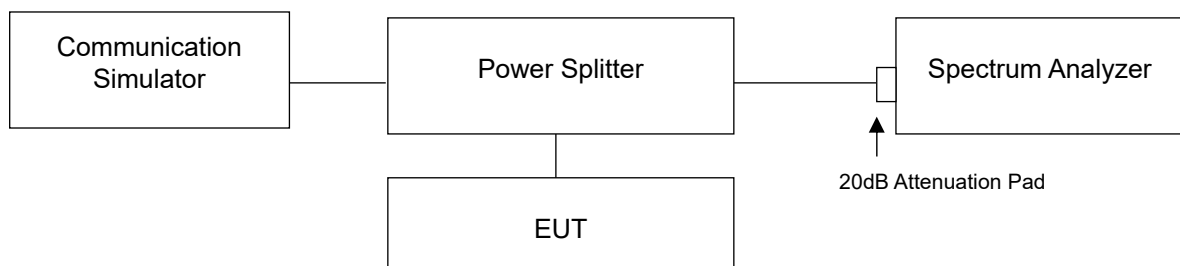 Communication
Simulator
Power Splitter
Spectrum Analyzer
20dB Attenuation Pad
EUT